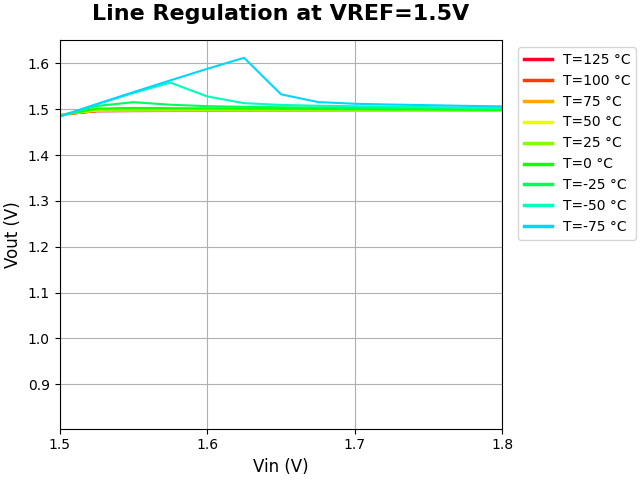 Line Regulation at VREF=1.5V
Vout (V)
1.6
1.5
1.4
1.3
1.2
1.1
1.0
0.9
1.5
1.6
1.7
1.8
Vin (V)
T=125 °C
T=100 °C
T=75 °C
T=50 °C
T=25 °C
T=0 °C
T=-25 °C
T=-50 °C
T=-75 °C